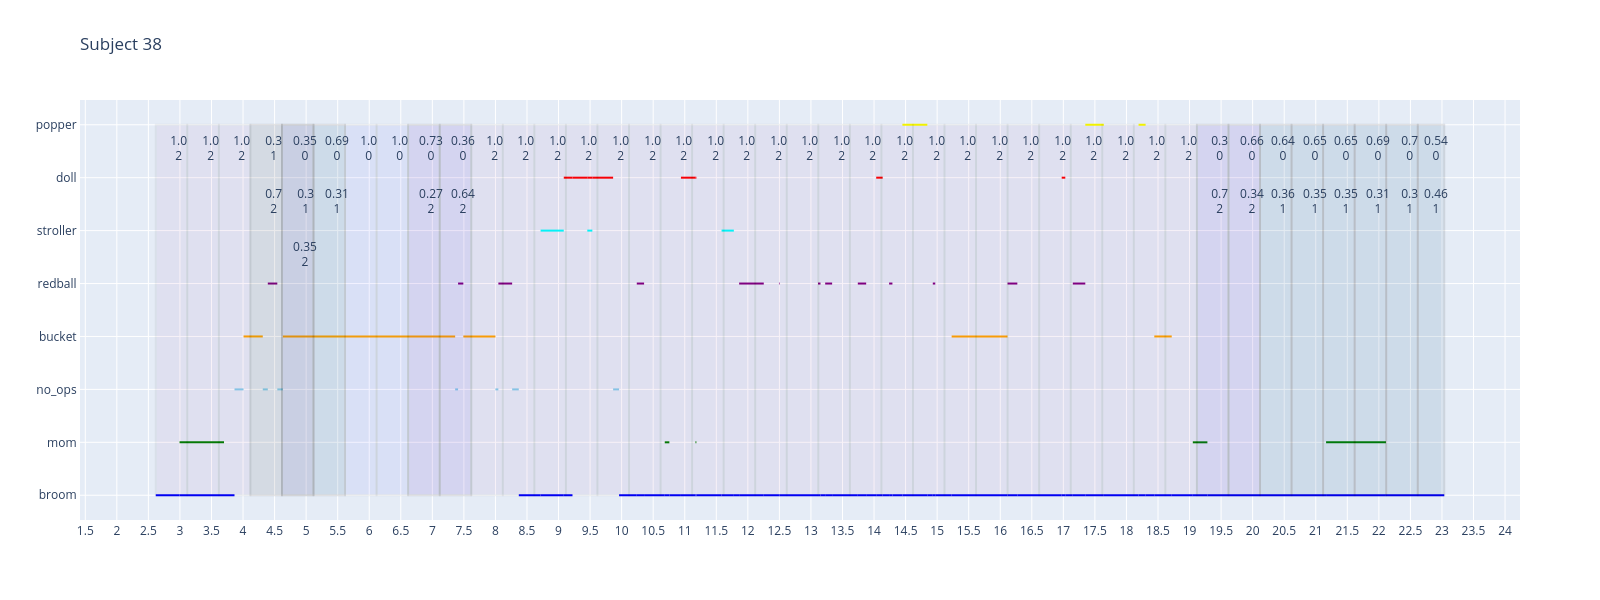 Subject 38
popper
1.0 1.0 1.0 0.3 0.35 0.69 1.0 1.0 0.73 0.36 1.0 1.0 1.0 1.0 1.0 1.0 1.0 1.0 1.0 1.0 1.0 1.0 1.0 1.0 1.0 1.0 1.0 1.0 1.0 1.0 1.0 1.0 1.0 0.3 0.66 0.64 0.65 0.65 0.69 0.7 0.54
2 2 2 1 0 0 0 0 0 0 2 2 2 2 2 2 2 2 2 2 2 2 2 2 2 2 2 2 2 2 2 2 2 0 0 0 0 0 0 0 0
doll
0.7 0.3 0.31 0.27 0.64 0.7 0.34 0.36 0.35 0.35 0.31 0.3 0.46
2 1 1 2 2 2 2 1 1 1 1 1 1
stroller
0.35
2
redball
bucket
no_ops
mom
broom
1.5 2 2.5 3 3.5 4 4.5 5 5.5 6 6.5 7 7.5 8 8.5 9 9.5 10 10.5 11 11.5 12 12.5 13 13.5 14 14.5 15 15.5 16 16.5 17 17.5 18 18.5 19 19.5 20 20.5 21 21.5 22 22.5 23 23.5 24